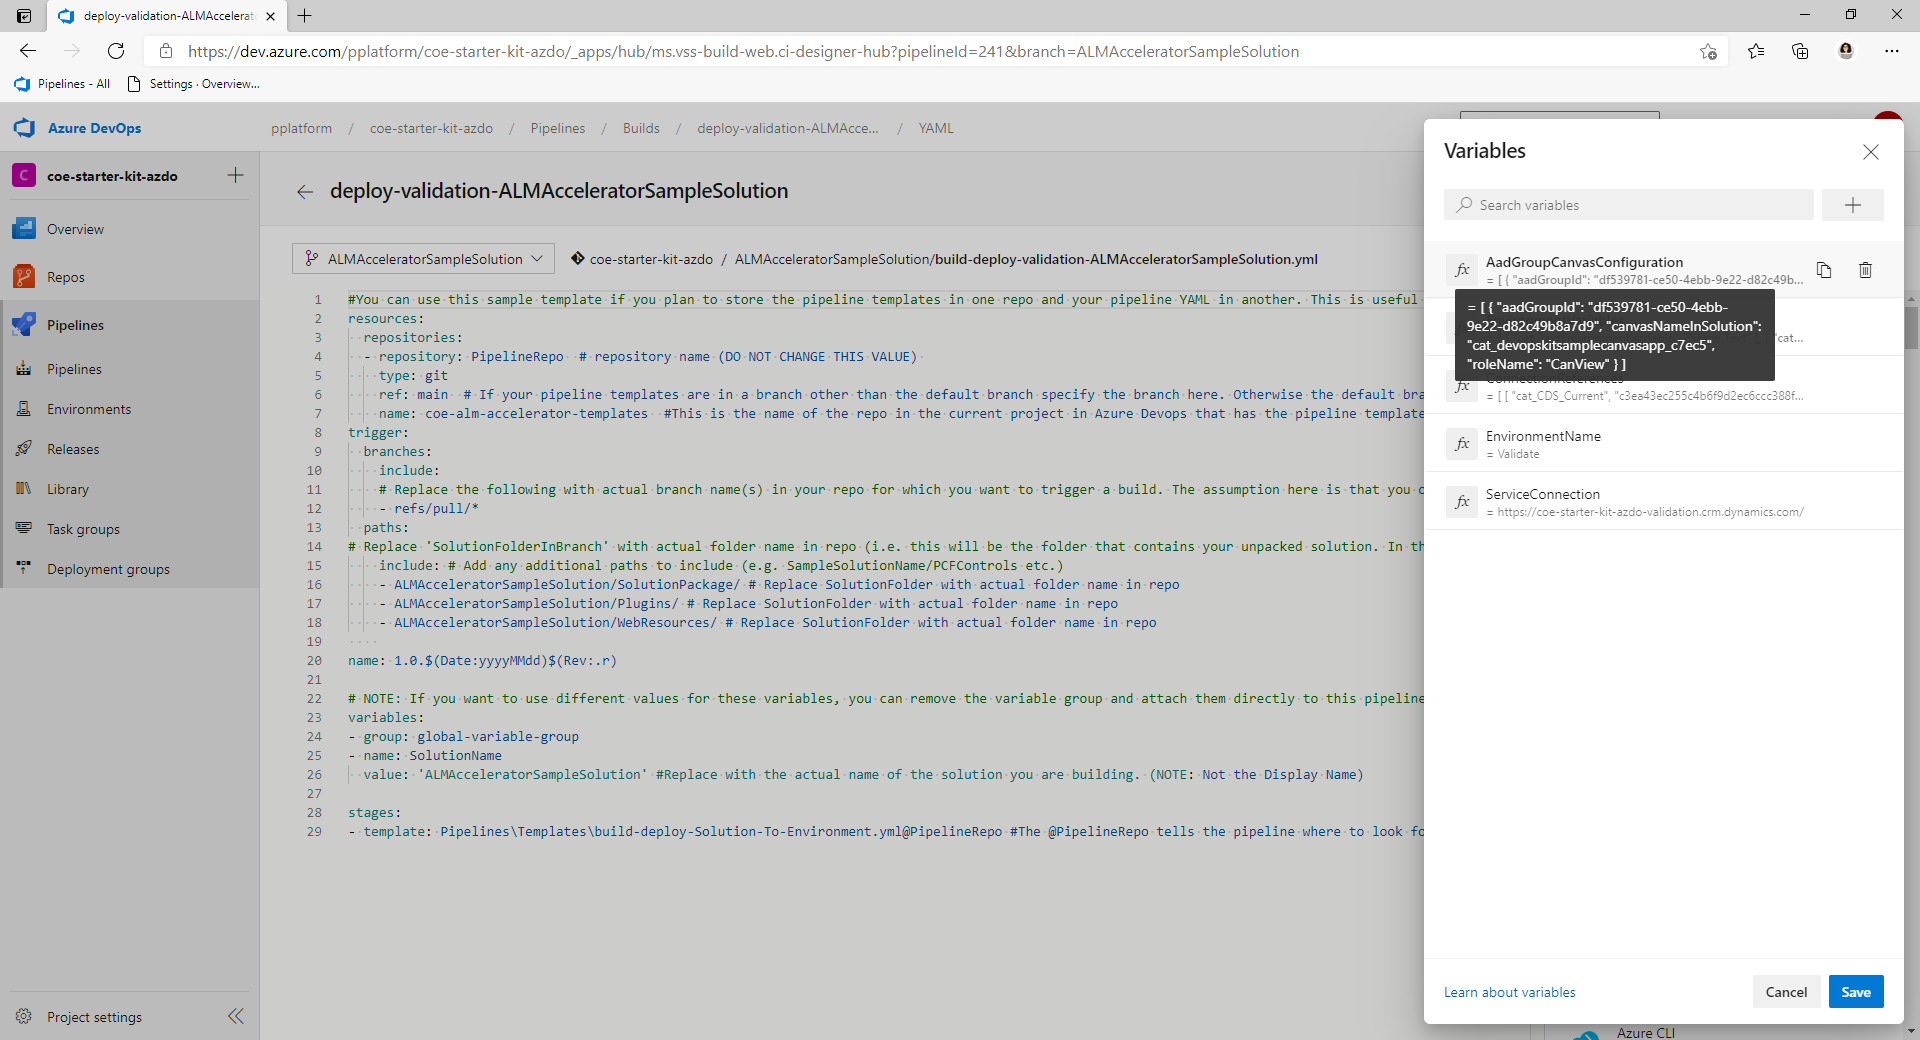 deploy-validation-ALMAccelerat
https://dev.azure.com/pplatform/coe-starter-kit-azdo/_apps/hub/ms.vss-build-web.ci-designer-hub?pipelineId=241&branch=ALMAcceleratorSampleSolution
Pipelines - All
Settings · Overview...
Azure DevOps
pplatform / coe-starter-kit-azdo / Pipelines / Builds / deploy-validation-ALMAcce... / YAML
C
coe-starter-kit-azdo
Overview
Repos
Pipelines
Pipelines
Environments
Releases
Library
Task groups
Deployment groups
Project settings
deploy-validation-ALMAcceleratorSampleSolution
ALMAcceleratorSampleSolution
coe-starter-kit-azdo / ALMAcceleratorSampleSolution/build-deploy-validation-ALMAcceleratorSampleSolution.yml
1 #You can use this sample template if you plan to store the pipeline templates in one repo and your pipeline YAML in another. This is useful
2 resources:
3 repositories:
4 - repository: PipelineRepo # repository name (DO NOT CHANGE THIS VALUE)
5 type: git
6 ref: main # If your pipeline templates are in a branch other than the default branch specify the branch here. Otherwise the default bra
7 name: coe-alm-accelerator-templates #This is the name of the repo in the current project in Azure Devops that has the pipeline templat
8 trigger:
9 branches:
10 include:
11 # Replace the following with actual branch name(s) in your repo for which you want to trigger a build. The assumption here is that you
12 - refs/pull/*
13 paths:
14 # Replace 'SolutionFolderInBranch' with actual folder name in repo (i.e. this will be the folder that contains your unpacked solution. In th
15 include: # Add any additional paths to include (e.g. SampleSolutionName/PCFControls etc.)
16 - ALMAcceleratorSampleSolution/SolutionPackage/ # Replace SolutionFolder with actual folder name in repo
17 - ALMAcceleratorSampleSolution/Plugins/ # Replace SolutionFolder with actual folder name in repo
18 - ALMAcceleratorSampleSolution/WebResources/ # Replace SolutionFolder with actual folder name in repo
19
20 name: 1.0.$(Date:yyyyMMdd)$(Rev:.r)
21
22 # NOTE: If you want to use different values for these variables, you can remove the variable group and attach them directly to this pipeline
23 variables:
24 - group: global-variable-group
25 - name: SolutionName
26 value: 'ALMAcceleratorSampleSolution' #Replace with the actual name of the solution you are building. (NOTE: Not the Display Name)
27
28 stages:
29 - template: Pipelines\Templates\build-deploy-Solution-To-Environment.yml@PipelineRepo #The @PipelineRepo tells the pipeline where to look fo
Variables
Search variables
fx AadGroupCanvasConfiguration
= [ { "aadGroupId": "df539781-ce50-4ebb-9e22-d82c49b...
= [ { "aadGroupId": "df539781-ce50-4ebb-
9e22-d82c49b8a7d9", "canvasNameInSolution":
"cat_devopskitsamplecanvasapp_c7ec5",
"roleName": "CanView" } ]
"cat...
fx ConnectionReferences
= [ [ "cat_CDS_Current", "c3ea43ec255c4b6f9d2ec6ccc388f...
fx EnvironmentName
= Validate
fx ServiceConnection
= https://coe-starter-kit-azdo-validation.crm.dynamics.com/
Learn about variables
Cancel
Save
Azure CLI